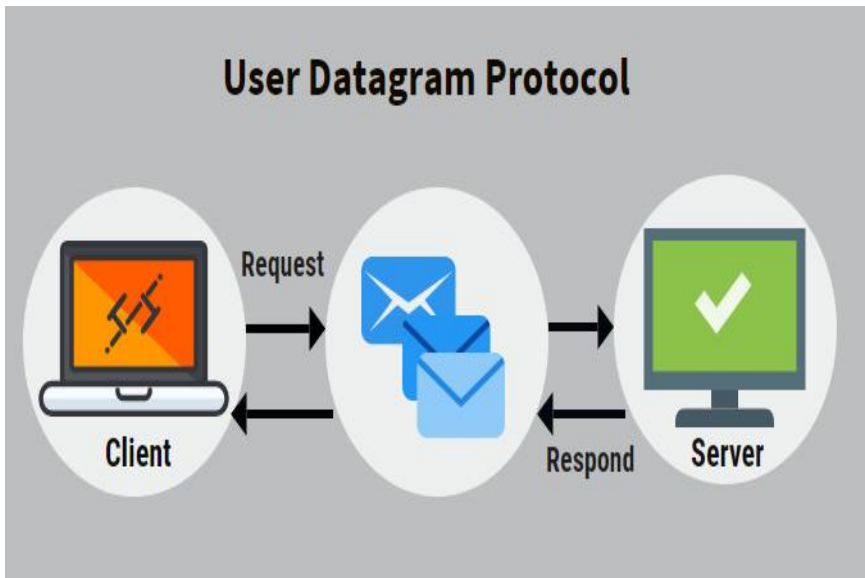 User Datagram Protocol
Request
Respond
Client
Server